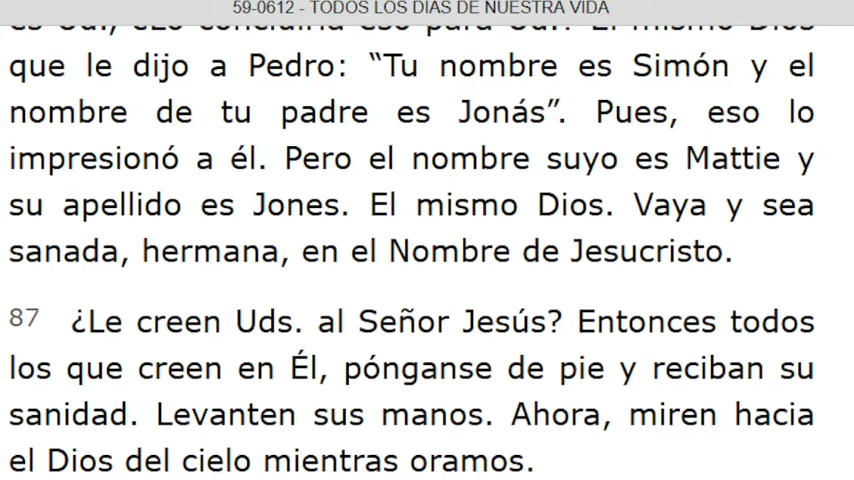 59-0612 - TODOS LOS DIAS DE NUESTRA VIDA
que le dijo a Pedro: “Tu nombre es Simón y el
nombre de tu padre es Jonás”. Pues, eso lo
impresionó a él. Pero el nombre suyo es Mattie y
su apellido es Jones. El mismo Dios. Vaya y sea
sanada, hermana, en el Nombre de Jesucristo.
87 ¿Le creen Uds. al Señor Jesús? Entonces todos
los que creen en Él, pónganse de pie y reciban su
sanidad. Levanten sus manos. Ahora, miren hacia
el Dios del cielo mientras oramos.